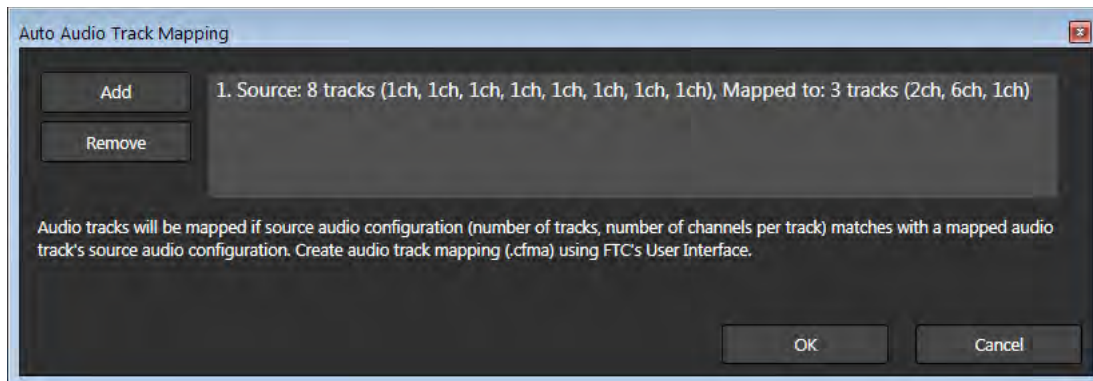 Auto Audio Track Mapping
Add
1. Source: 8 tracks (1ch, 1ch, 1ch, 1ch, 1ch, 1ch, 1ch, 1ch), Mapped to: 3 tracks (2ch, 6ch, 1ch)
Remove
Audio tracks will be mapped if source audio configuration (number of tracks, number of channels per track) matches with a mapped audio
track's source audio configuration. Create audio track mapping (.cfma) using FTC's User Interface.
OK
Cancel